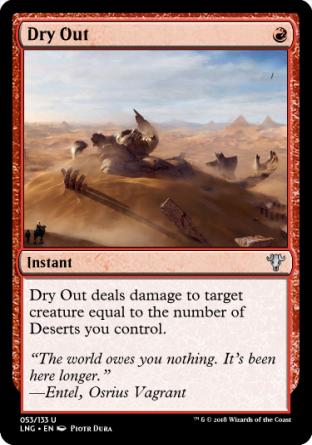 Dry Out
Instant
Dry Out deals damage to target
creature equal to the number of
Deserts you control.
“The world owes you nothing. It’s been
here longer.”
—Entel, Osrius Vagrant
053/133 U
LNG • EN Piotr Dura
™ & © 2018 Wizards of the Coast